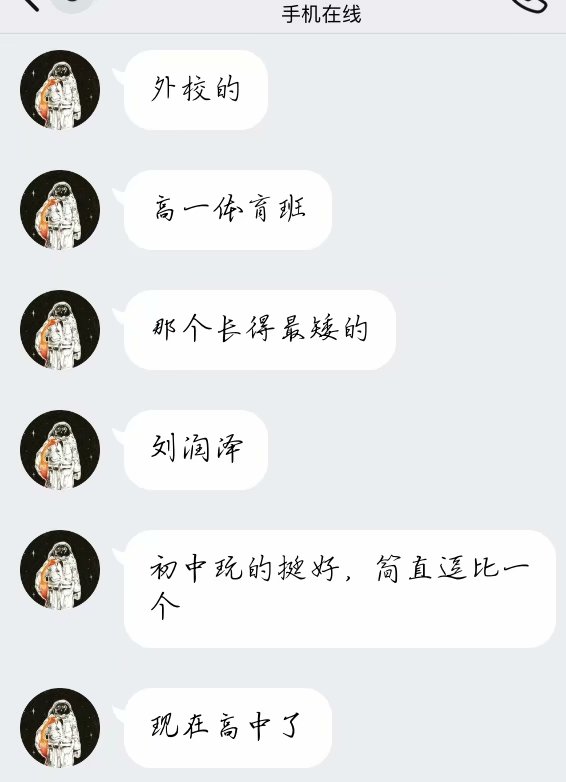 手机在线
外校的
高一体育班
那个长得最矮的
刘润泽
初中玩的挺好，简直逗比一
个
现在高中了